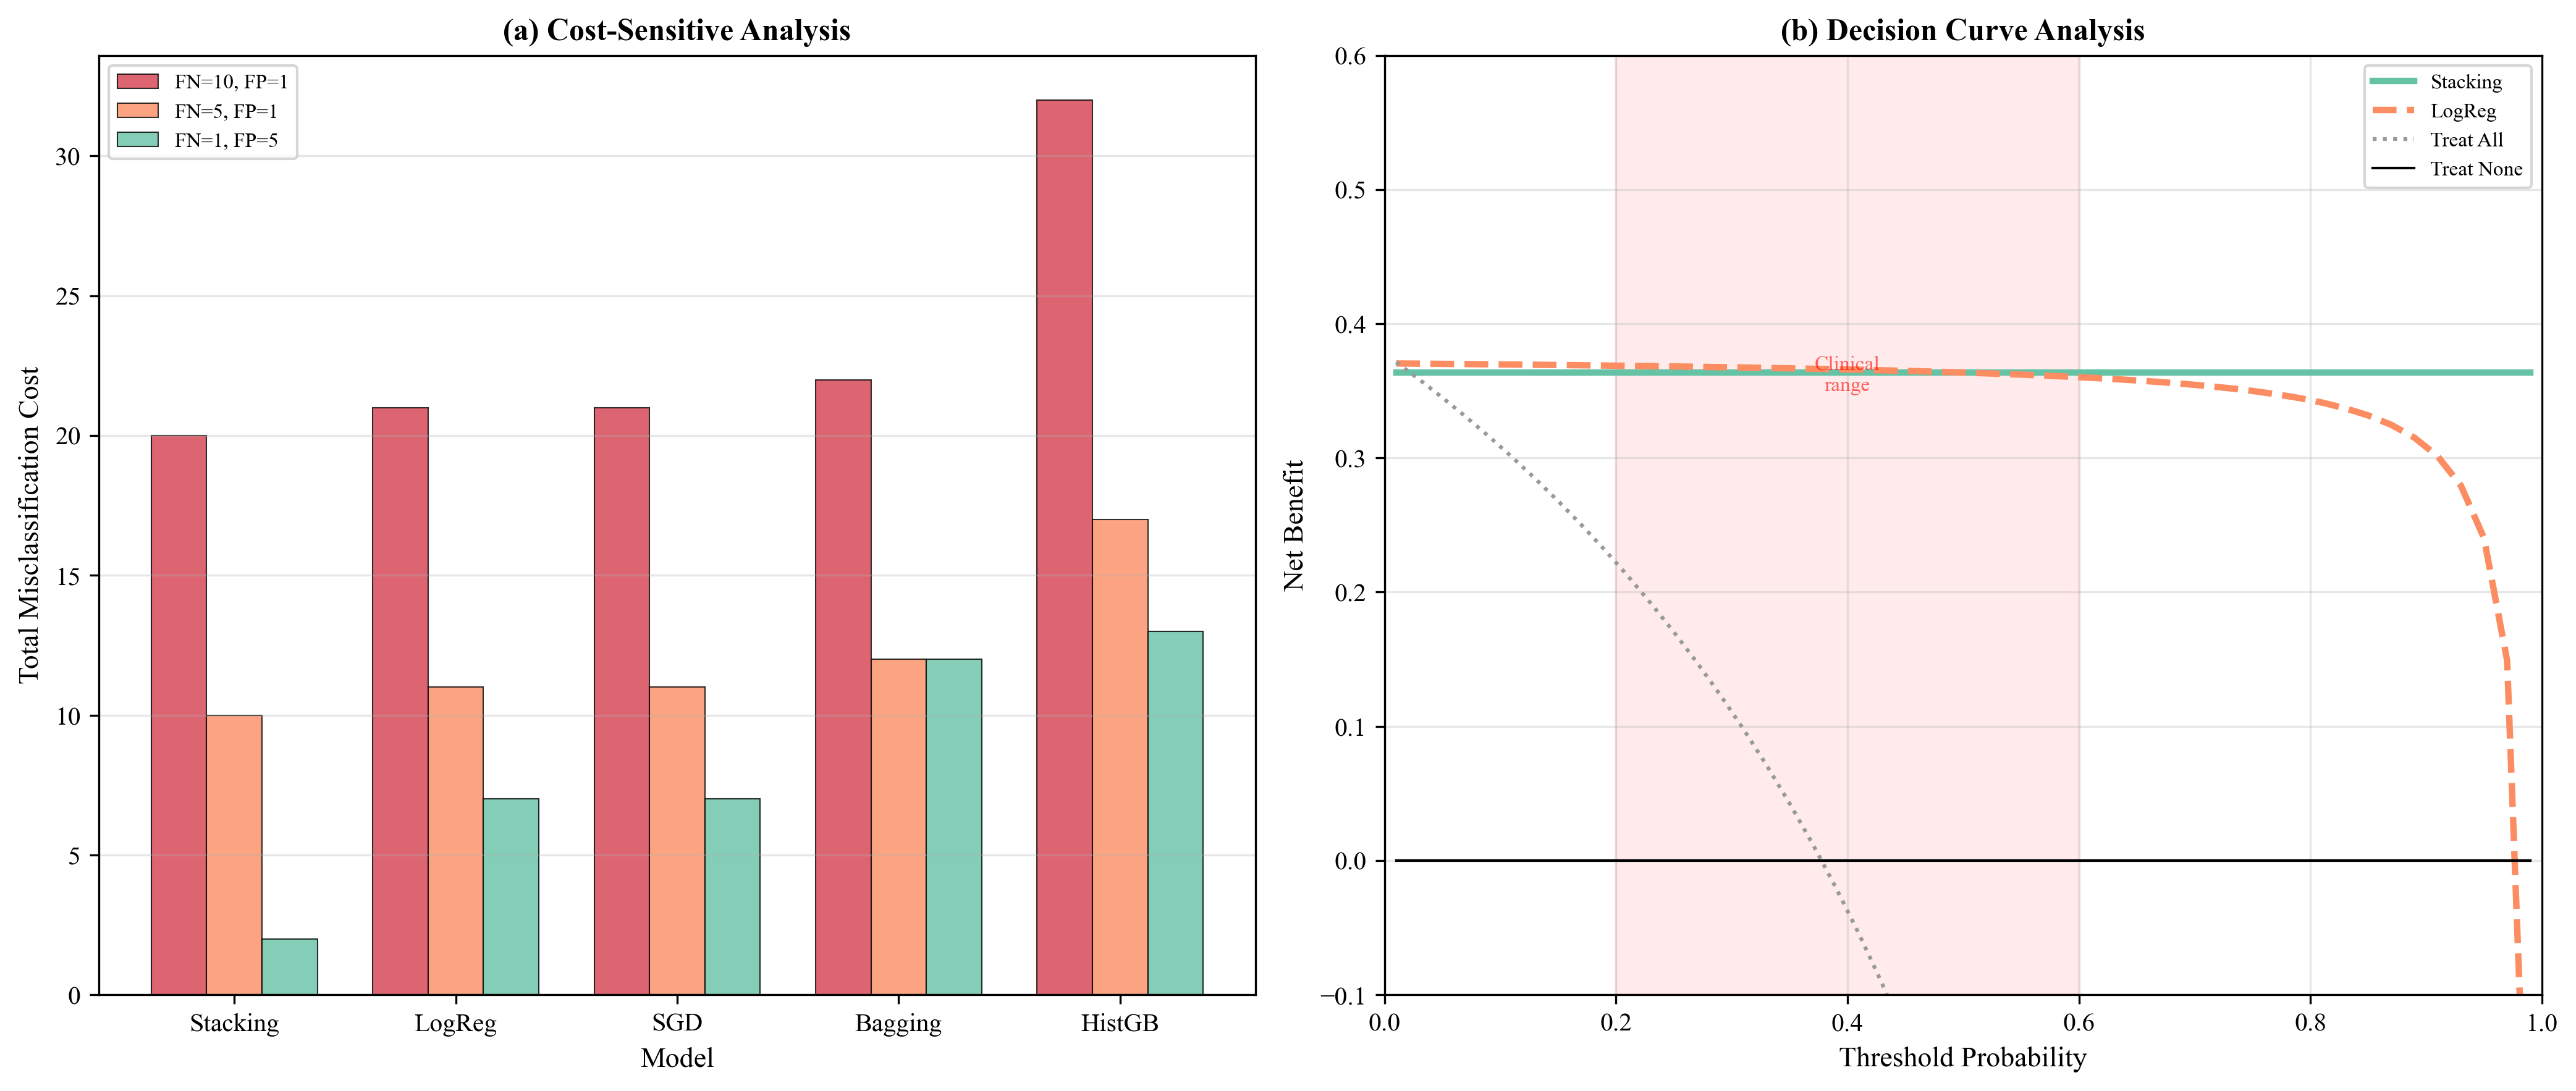 (a) Cost-Sensitive Analysis
FN=10, FP=1
FN=5, FP=1
FN=1, FP=5
Total Misclassification Cost
30
25
20
15
10
5
0
Stacking LogReg SGD Bagging HistGB
Model
(b) Decision Curve Analysis
Stacking
LogReg
Treat All
Treat None
Clinical
range
Net Benefit
0.6
0.5
0.4
0.3
0.2
0.1
0.0
−0.1
0.0 0.2 0.4 0.6 0.8 1.0
Threshold Probability